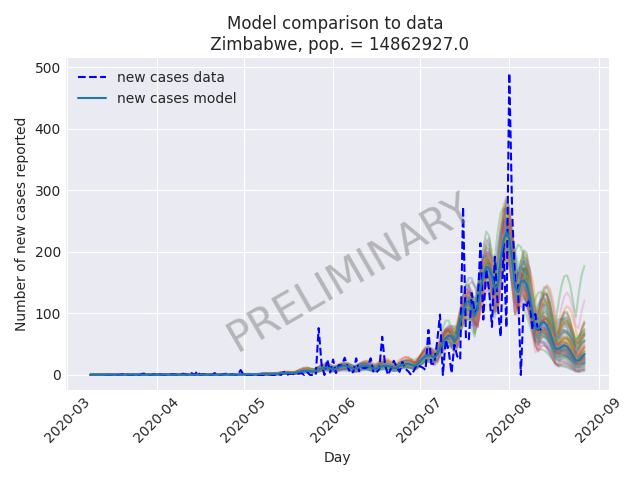 Model comparison to data
Zimbabwe, pop. = 14862927.0
new cases data
new cases model
Number of new cases reported
500
400
300
200
100
0
PRELIMINARY
2020-03
2020-04
2020-05
2020-06
2020-07
2020-08
2020-09
Day